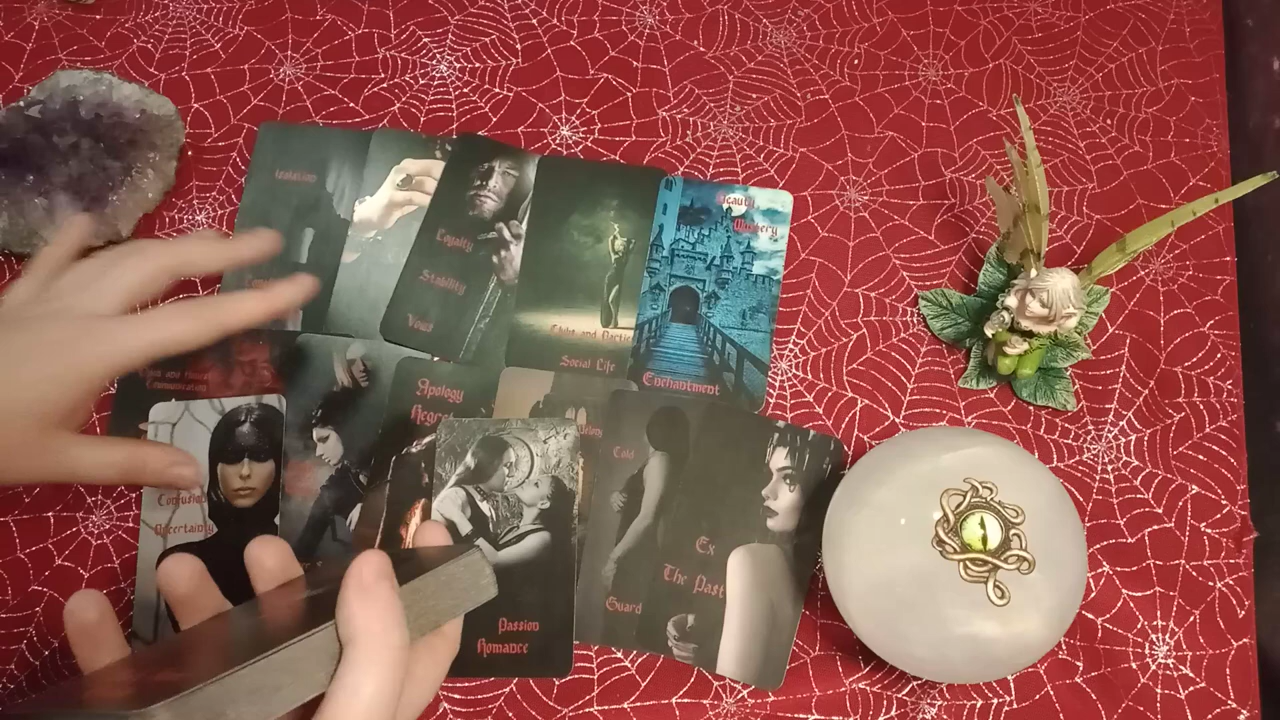 Isolation
Loyalty
Stability
Vows
Clubs and Parties
Social Life
Beauty
Mystery
Enchantment
Communication
Apology
Regret
Confusion
Uncertainty
Cold
Guard
Ex
The Past
Passion
Romance